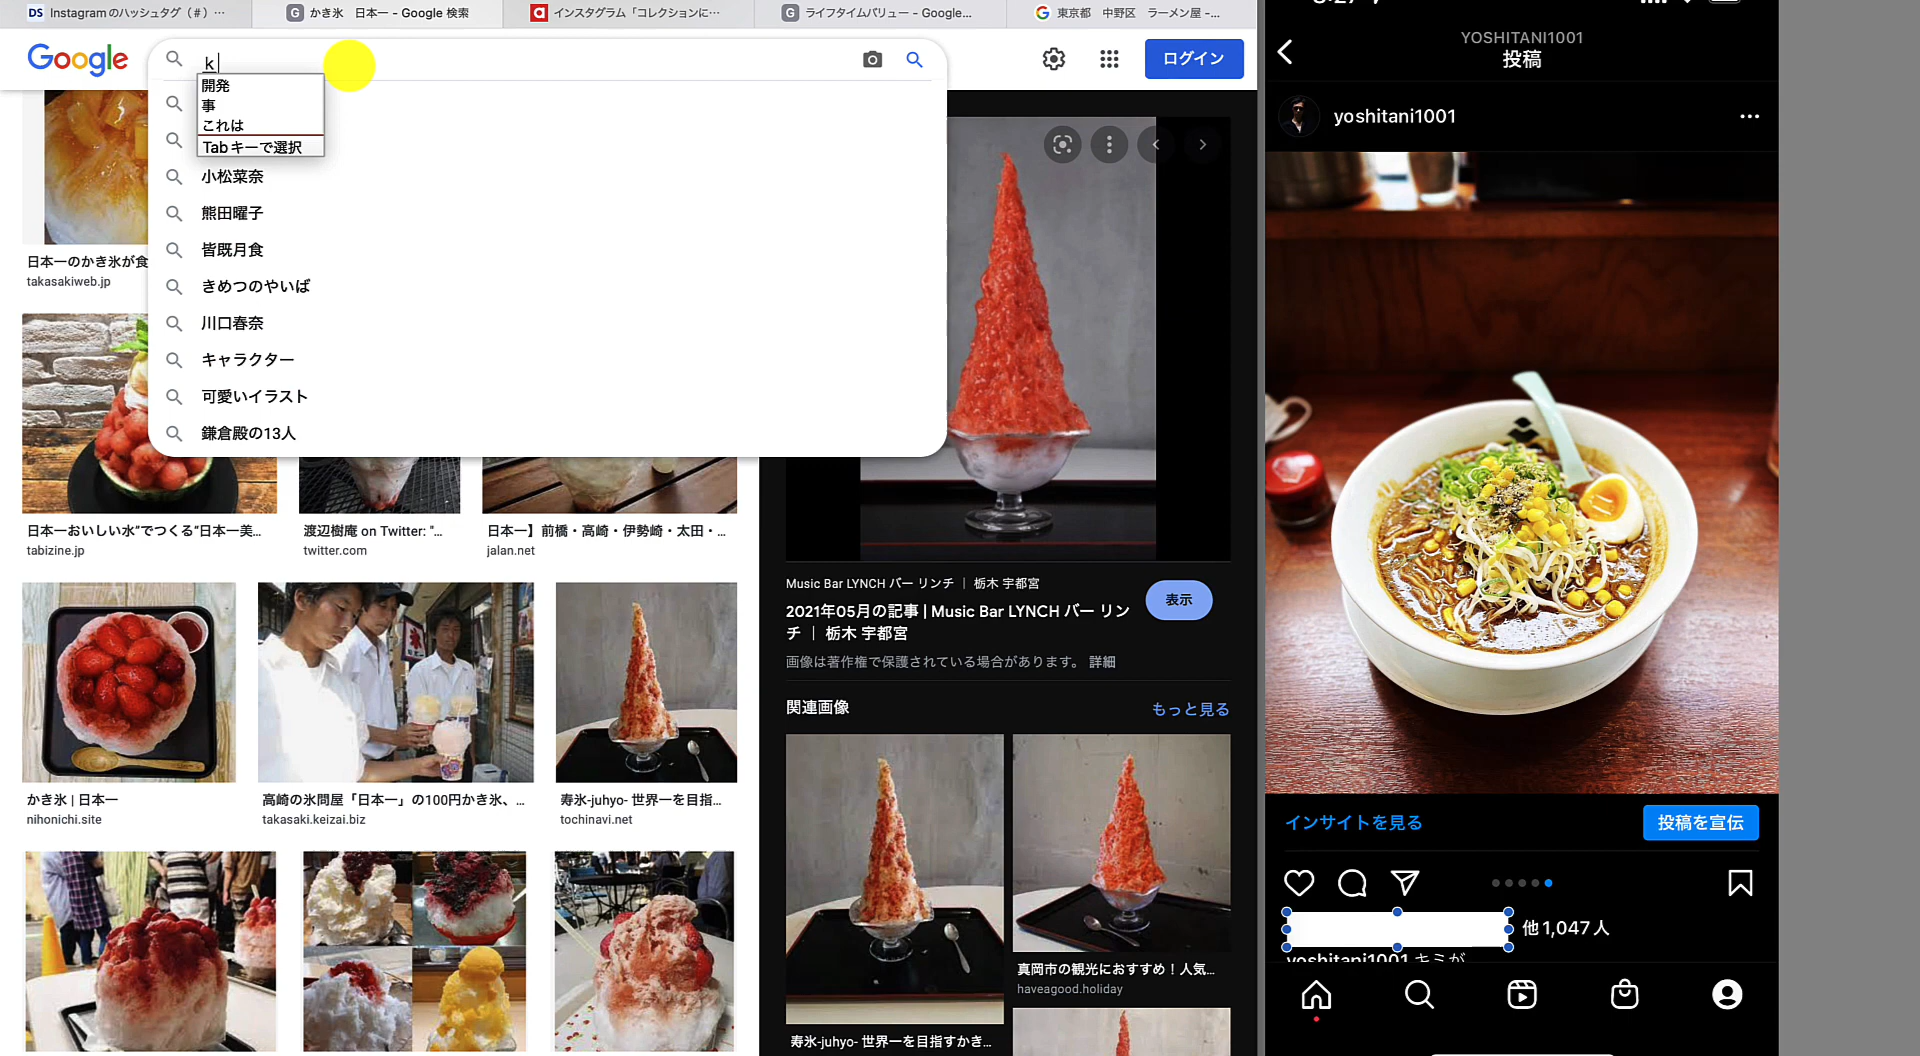 DS Instagramのハッシュタグ（#）…
G かき氷　日本一 - Google 検索
a インスタグラム「コレクションに…
G ライフタイムバリュー - Google...
G 東京都　中野区　ラーメン屋 -...
Google
k
ログイン
開発
事
これは
Tabキーで選択
小松菜奈
熊田曜子
皆既月食
きめつのやいば
川口春奈
キャラクター
可愛いイラスト
鎌倉殿の13人
日本一のかき氷が食
takasakiweb.jp
日本一おいしい水”でつくる“日本一美...
tabizine.jp
渡辺樹庵 on Twitter: "...
twitter.com
日本一】前橋・高崎・伊勢崎・太田・...
jalan.net
かき氷 | 日本一
nihonichi.site
高崎の氷問屋「日本一」の100円かき氷、...
takasaki.keizai.biz
寿氷-juhyo- 世界一を目指...
tochinavi.net
Music Bar LYNCH バー リンチ ｜ 栃木 宇都宮
2021年05月の記事 | Music Bar LYNCH バー リン
チ ｜ 栃木 宇都宮
表示
画像は著作権で保護されている場合があります。 詳細
関連画像
もっと見る
寿氷-juhyo- 世界一を目指すかき...
真岡市の観光におすすめ！人気...
haveagood.holiday
YOSHITANI1001
投稿
yoshitani1001
インサイトを見る
投稿を宣伝
他1,047人
yoshitani1001 キミが